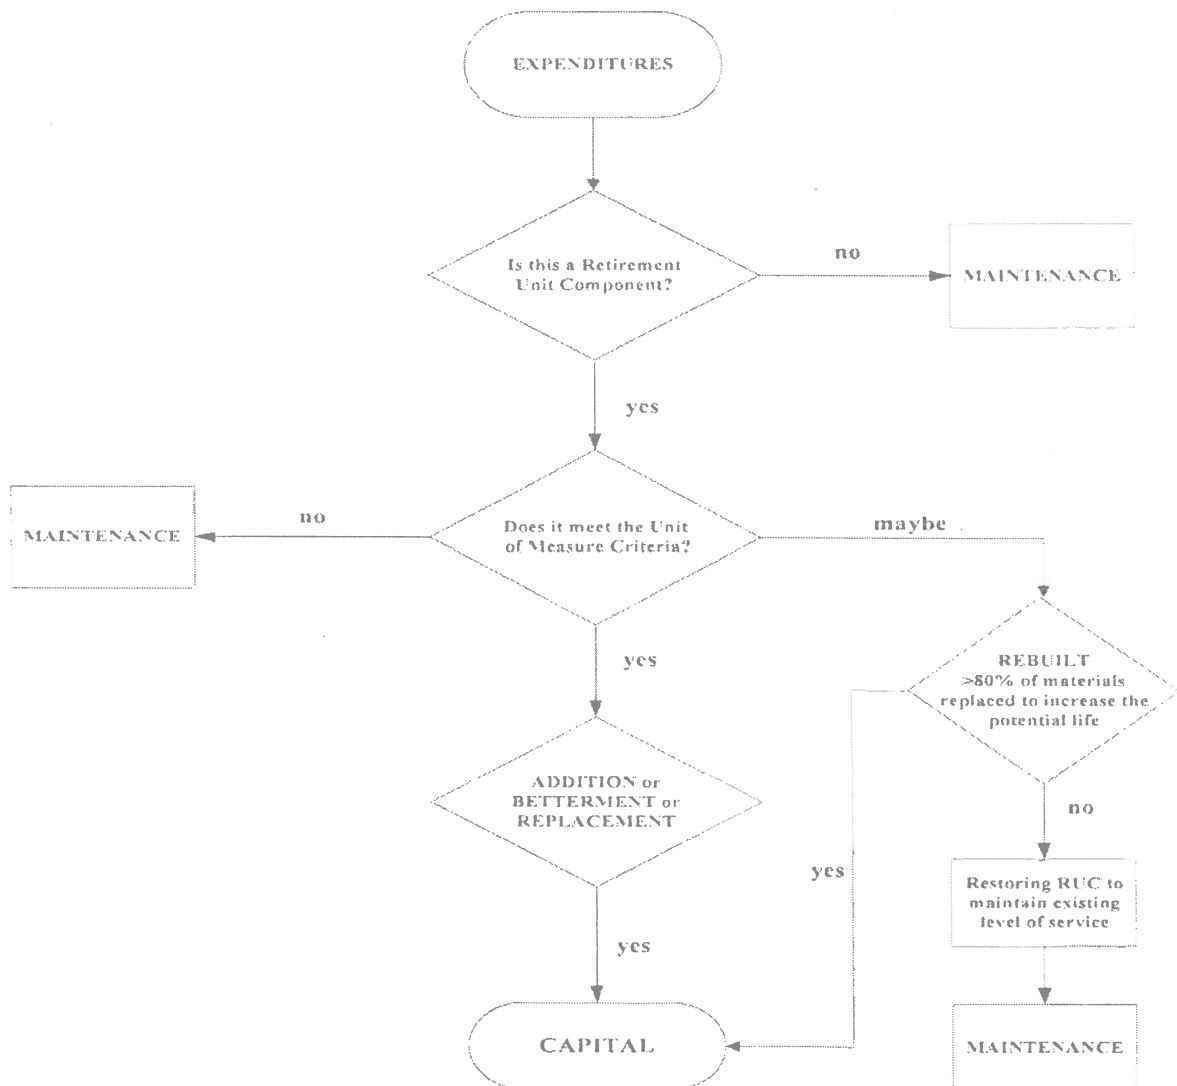 EXPENDITURES
Is this a Retirement
Unit Component?
no
MAINTENANCE
yes
Does it meet the Unit
of Measure Criteria?
no
MAINTENANCE
maybe
yes
REBUILT
>80% of materials
replaced to increase the
potential life
ADDITION or
BETTERMENT or
REPLACEMENT
no
yes
Restoring RUC to
maintain existing
level of service
yes
CAPITAL
MAINTENANCE